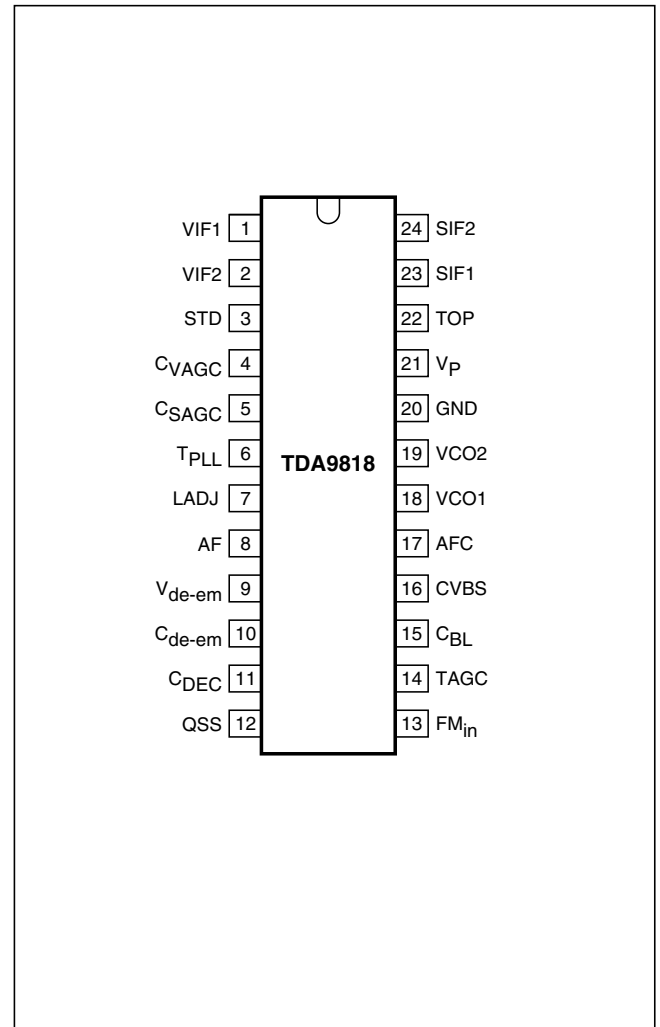 VIF1 1 24 SIF2
VIF2 2 23 SIF1
STD 3 22 TOP
CVAGC 4 21 VP
CSAGC 5 20 GND
TPLL 6 TDA9818 19 VCO2
LADJ 7 18 VCO1
AF 8 17 AFC
Vde-em 9 16 CVBS
Cde-em 10 15 CBL
CDEC 11 14 TAGC
QSS 12 13 FMin